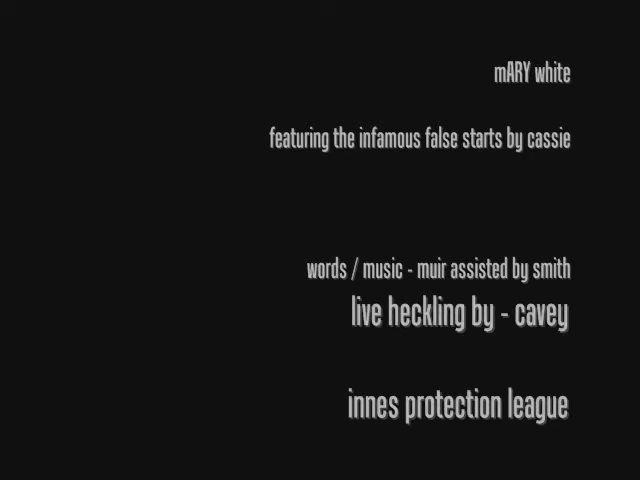 mARY white
featuring the infamous false starts by cassie
words / music - muir assisted by smith
live heckling by - cavey
innes protection league